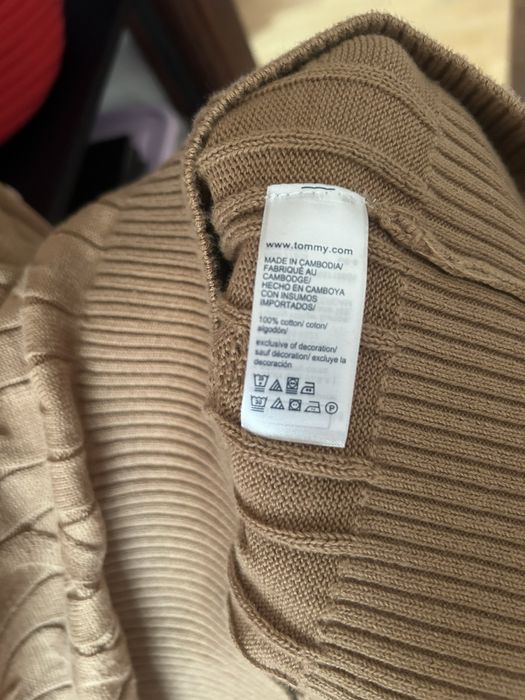 www.tommy.com
MADE IN CAMBODIA/
FABRIQUÉ AU
CAMBODGE/
HECHO EN CAMBOYA
CON INSUMOS
IMPORTADOS/
100% cotton/ coton/
algodón/
exclusive of decoration/
sauf décoration/ excluye la
decoración
30
P